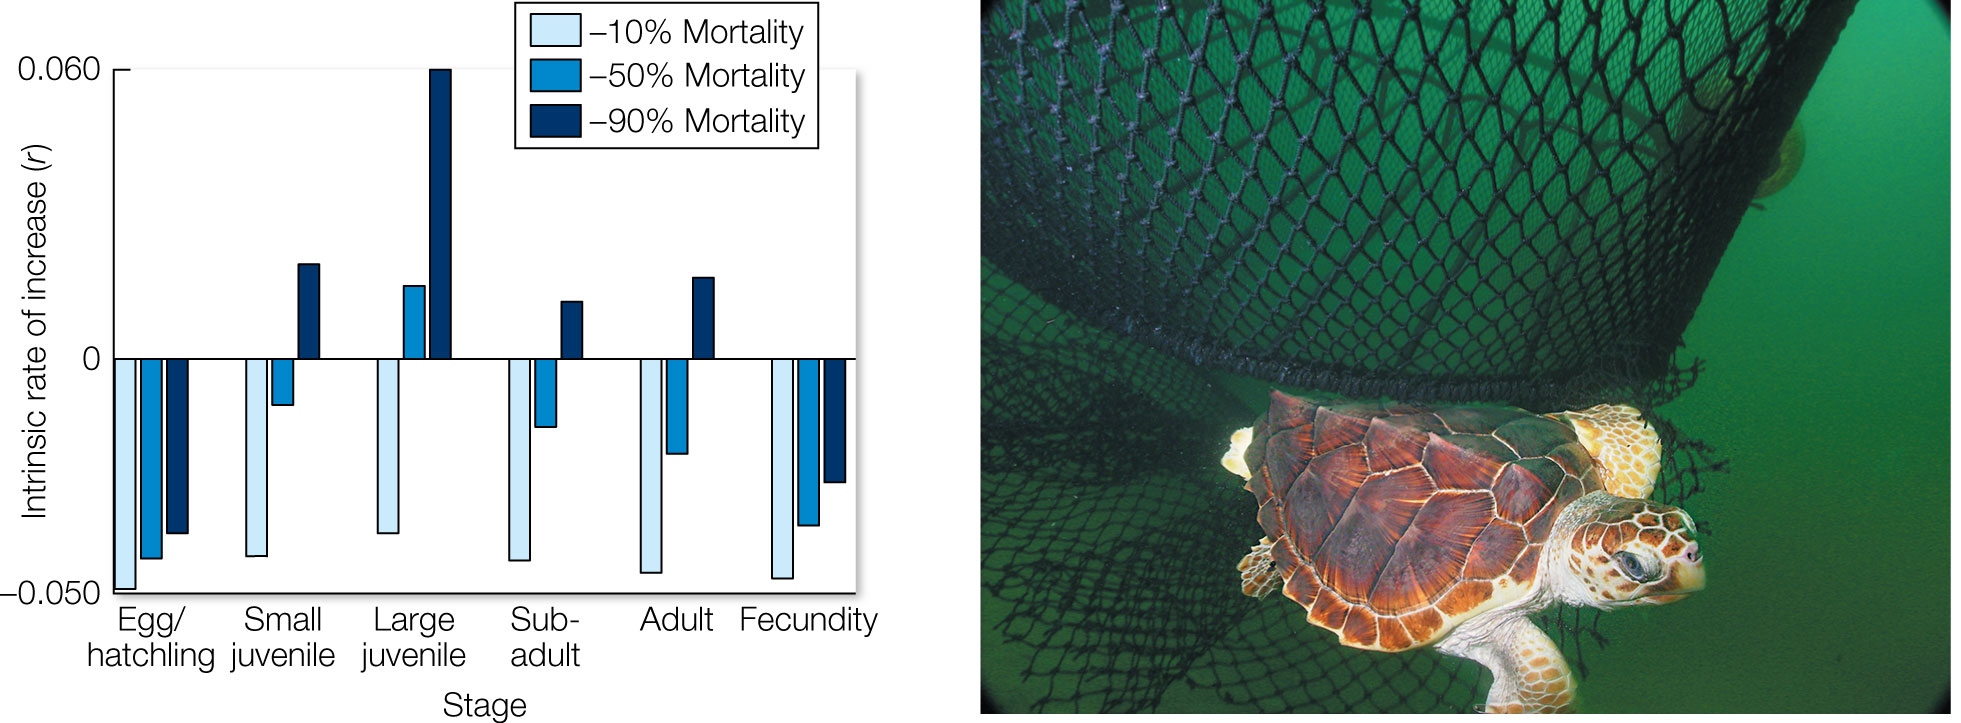 –10% Mortality
–50% Mortality
–90% Mortality
0.060
0
–0.050
Intrinsic rate of increase (r)
Egg/
hatchling
Small
juvenile
Large
juvenile
Sub-
adult
Adult
Fecundity
Stage